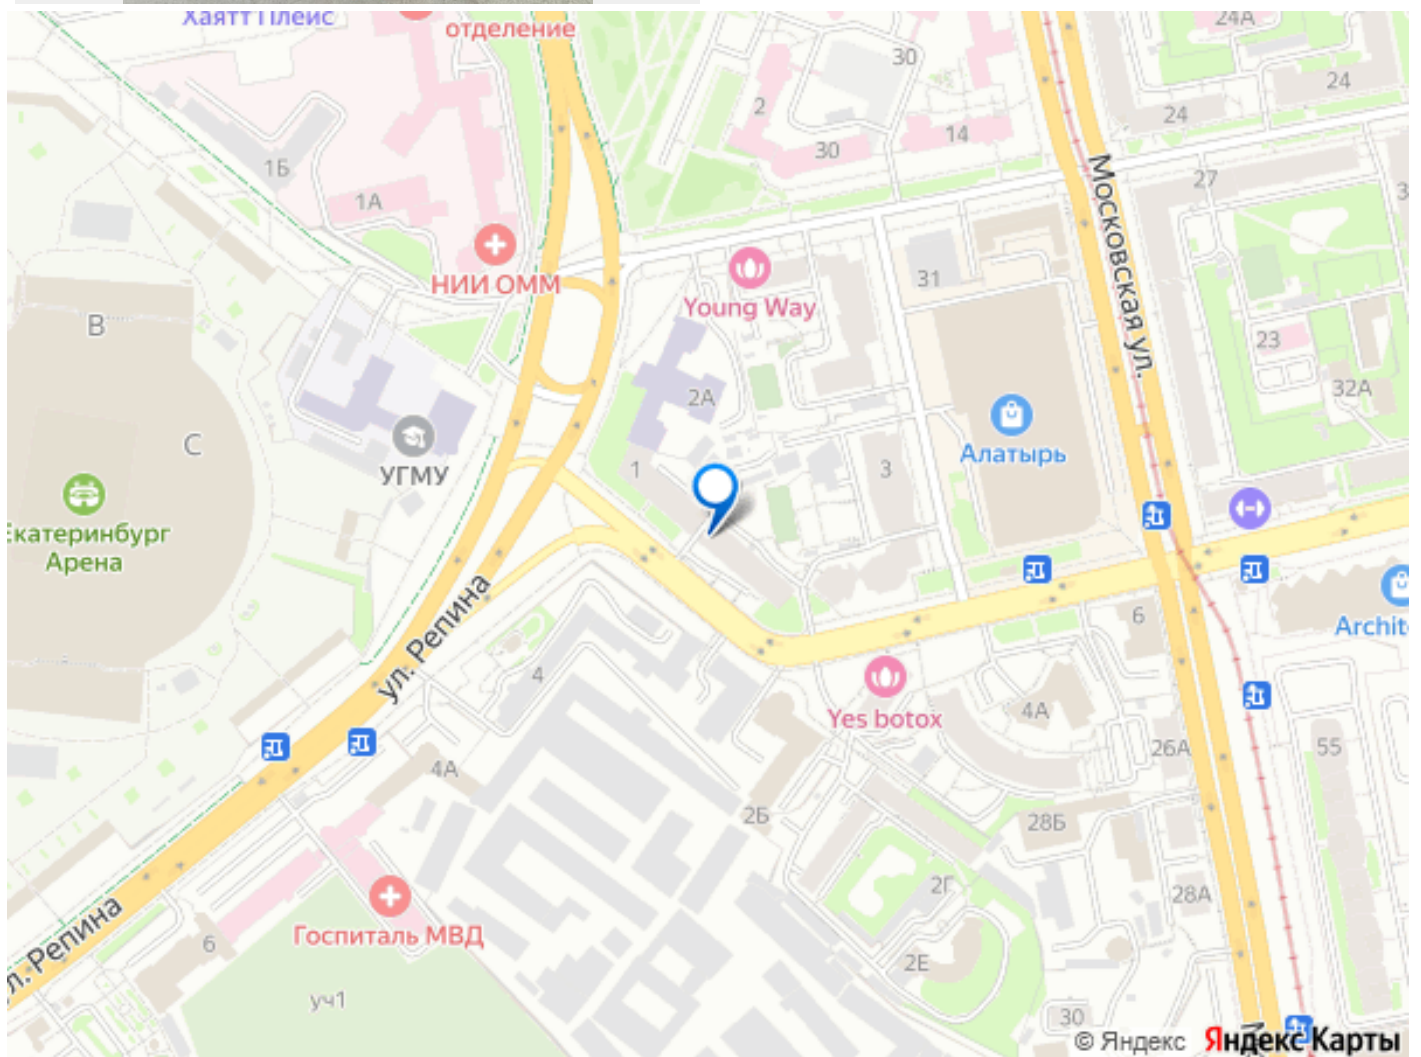 Хаятт Плейс
отделение
24А
30
24
2
24
14
30
1Б
27
1А
Московская ул.
НИИ ОММ
31
Young Way
В
23
2А
32А
С
Алатырь
УГМУ
1
3
Екатеринбург
Арена
ул. Репина
6
Archit
4
Yes botox
4А
26А
55
4А
2Б
28Б
2Г
28А
ул. Репина
Госпиталь МВД
6
2Е
уч1
30
© Яндекс Яндекс Карты